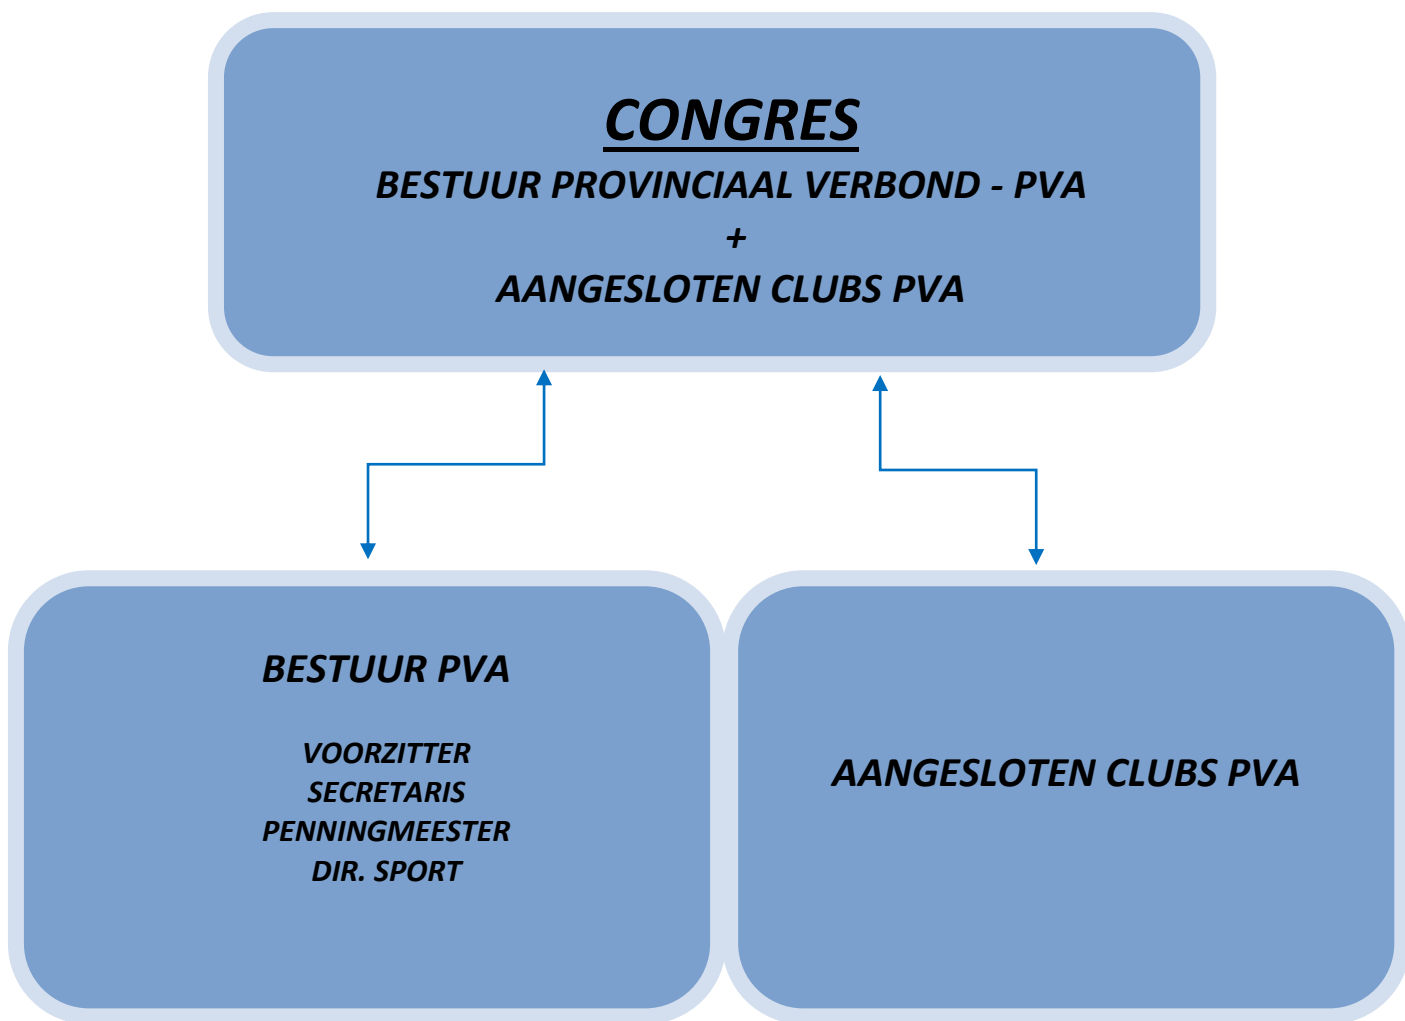 CONGRES
BESTUUR PROVINCIAAL VERBOND - PVA
+
AANGESLOTEN CLUBS PVA
BESTUUR PVA
VOORZITTER
SECRETARIS
PENNINGMEESTER
DIR. SPORT
AANGESLOTEN CLUBS PVA